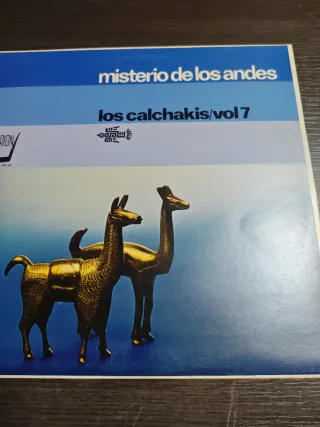 misterio de los andes
los calchakis/vol 7